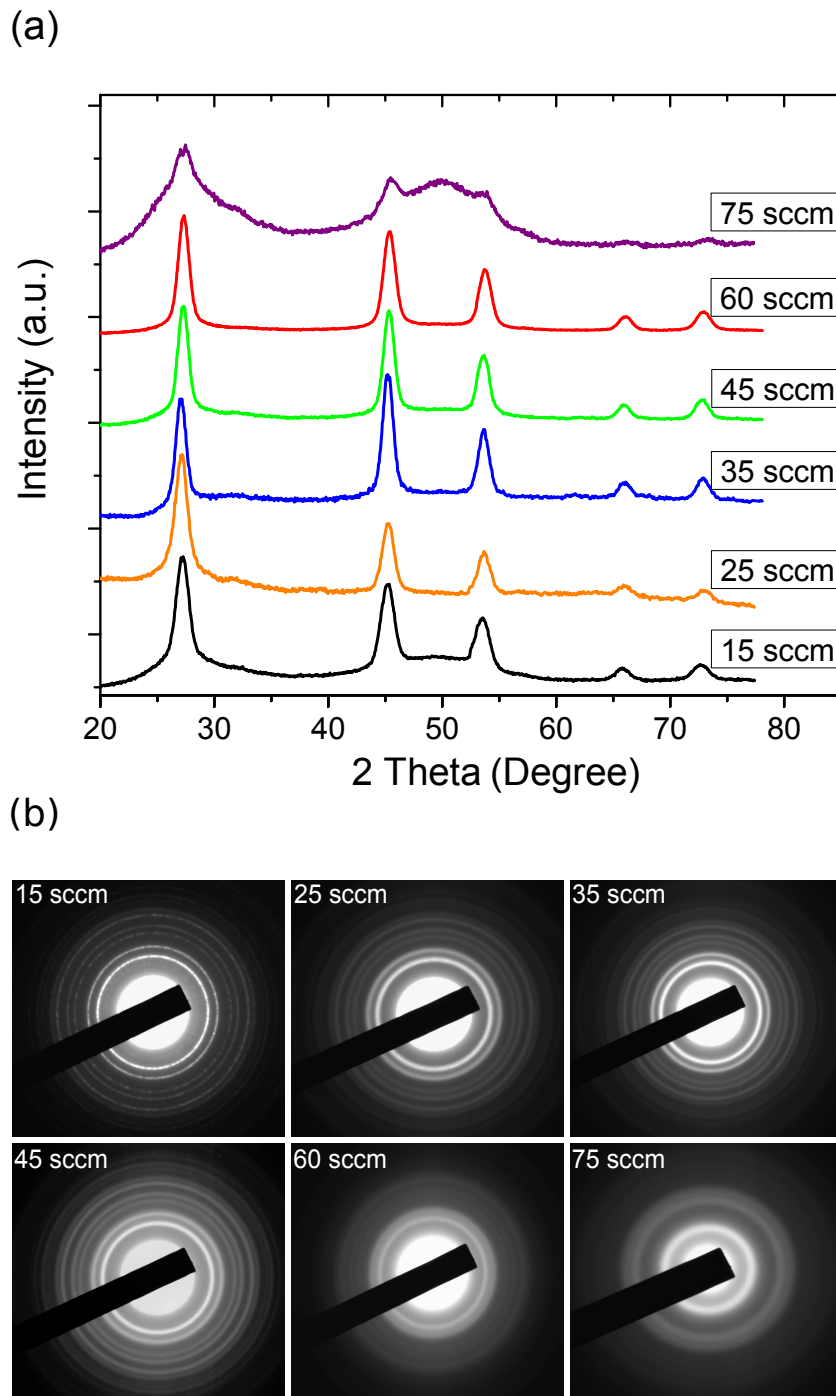 (a)
75 sccm
60 sccm
45 sccm
35 sccm
25 sccm
15 sccm
Intensity (a.u.)
20 30 40 50 60 70 80
2 Theta (Degree)
(b)
15 sccm 25 sccm 35 sccm
45 sccm 60 sccm 75 sccm